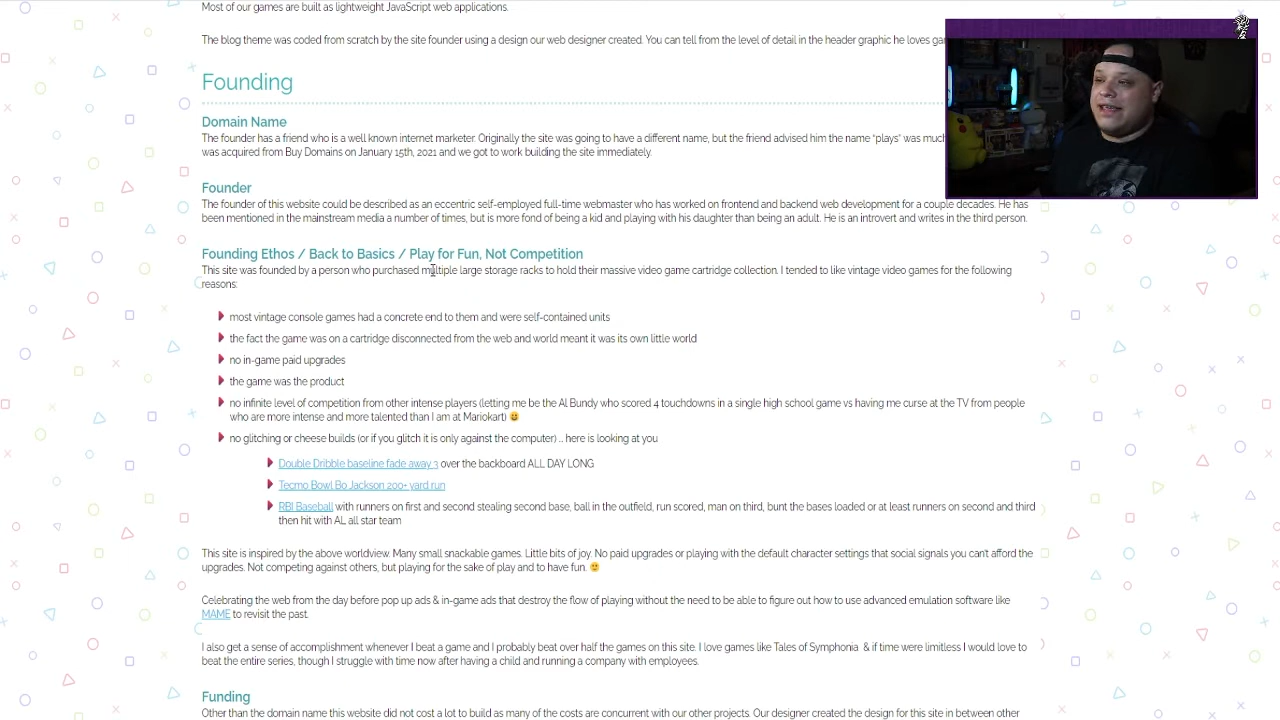 Most of our games are built as lightweight JavaScript web applications.
The blog theme was coded from scratch by the site founder using a design our web designer created. You can tell from the level of detail in the header graphic he loves
Founding
Domain Name
The founder has a friend who is a well known internet marketer. Originally the site was going to have a different name, but the friend advised him the name "plays" was much
was acquired from Buy Domains on January 15th, 2021 and we got to work building the site immediately.
Founder
The founder of this website could be described as an eccentric self-employed full-time webmaster who has worked on frontend and backend web development for a couple decades. He has
been mentioned in the mainstream media a number of times, but is more fond of being a kid and playing with his daughter than being an adult. He is an introvert and writes in the third person.
Founding Ethos / Back to Basics / Play for Fun, Not Competition
This site was founded by a person who purchased multiple large storage racks to hold their massive video game cartridge collection. I tended to like vintage video games for the following
reasons:
most vintage console games had a concrete end to them and were self-contained units
the fact the game was on a cartridge disconnected from the web and world meant it was its own little world
no in-game paid upgrades
the game was the product
no infinite level of competition from other intense players (letting me be the Al Bundy who scored 4 touchdowns in a single high school game vs having me curse at the TV from people
who are more intense and more talented than I am at Mariokart) 😀
no glitching or cheese builds (or if you glitch it is only against the computer) .. here is looking at you
Double Dribble baseline fade away 3 over the backboard ALL DAY LONG
Tecmo Bowl Bo Jackson 200+ yard run
RBI Baseball with runners on first and second stealing second base, ball in the outfield, run scored, man on third, bunt the bases loaded or at least runners on second and third
then hit with AL all star team
This site is inspired by the above worldview. Many small snackable games. Little bits of joy. No paid upgrades or playing with the default character settings that social signals you can't afford the
upgrades. Not competing against others, but playing for the sake of play and to have fun. 🙂
Celebrating the web from the day before pop up ads & in-game ads that destroy the flow of playing without the need to be able to figure out how to use advanced emulation software like
MAME to revisit the past.
I also get a sense of accomplishment whenever I beat a game and I probably beat over half the games on this site. I love games like Tales of Symphonia & if time were limitless I would love to
beat the entire series, though I struggle with time now after having a child and running a company with employees.
Funding
Other than the domain name this website did not cost a lot to build as many of the costs are concurrent with our other projects. Our designer created the design for this site in between other